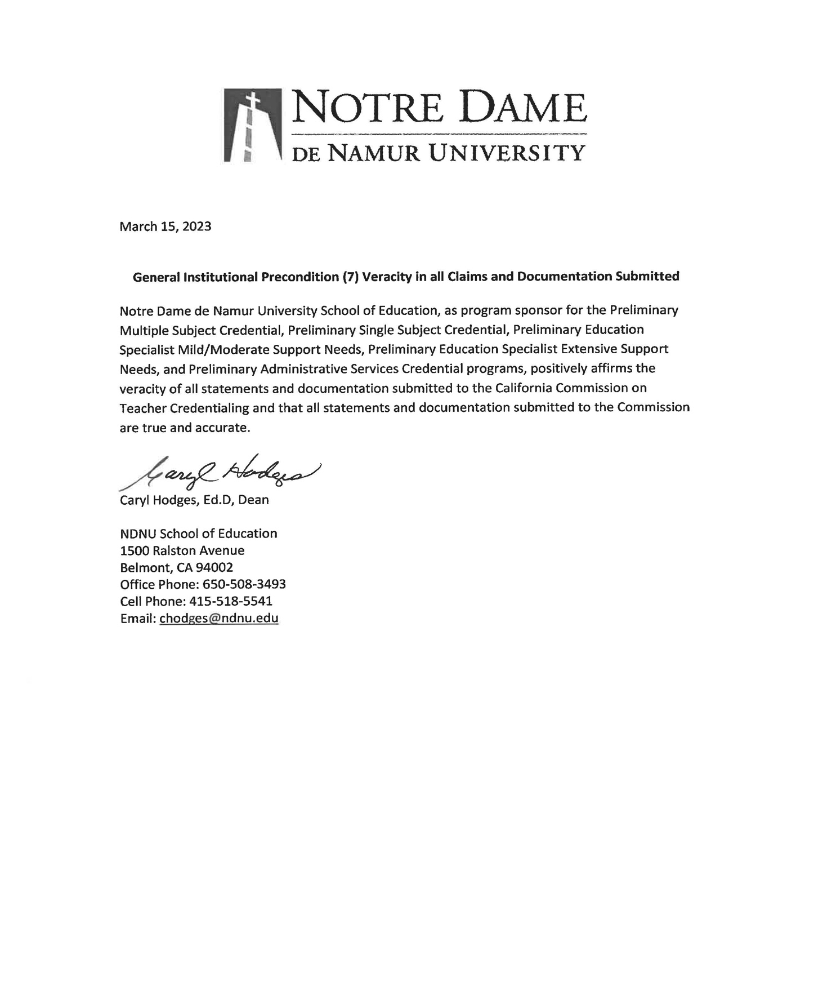 NOTRE DAME
DE NAMUR UNIVERSITY
March 15, 2023
General Institutional Precondition (7) Veracity in all Claims and Documentation Submitted
Notre Dame de Namur University School of Education, as program sponsor for the Preliminary
Multiple Subject Credential, Preliminary Single Subject Credential, Preliminary Education
Specialist Mild/Moderate Support Needs, Preliminary Education Specialist Extensive Support
Needs, and Preliminary Administrative Services Credential programs, positively affirms the
veracity of all statements and documentation submitted to the California Commission on
Teacher Credentialing and that all statements and documentation submitted to the Commission
are true and accurate.
Caryl Hodges
Caryl Hodges, Ed.D, Dean
NDNU School of Education
1500 Ralston Avenue
Belmont, CA 94002
Office Phone: 650-508-3493
Cell Phone: 415-518-5541
Email: chodges@ndnu.edu